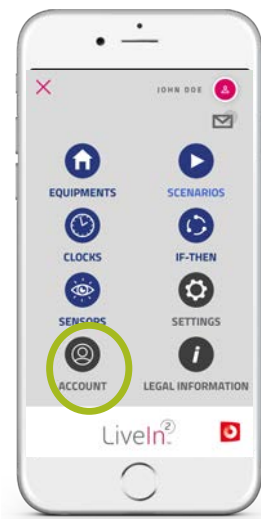 JOHN DOE
EQUIPMENTS SCENARIOS
CLOCKS IF-THEN
SENSORS SETTINGS
ACCOUNT LEGAL INFORMATION
LiveIn2